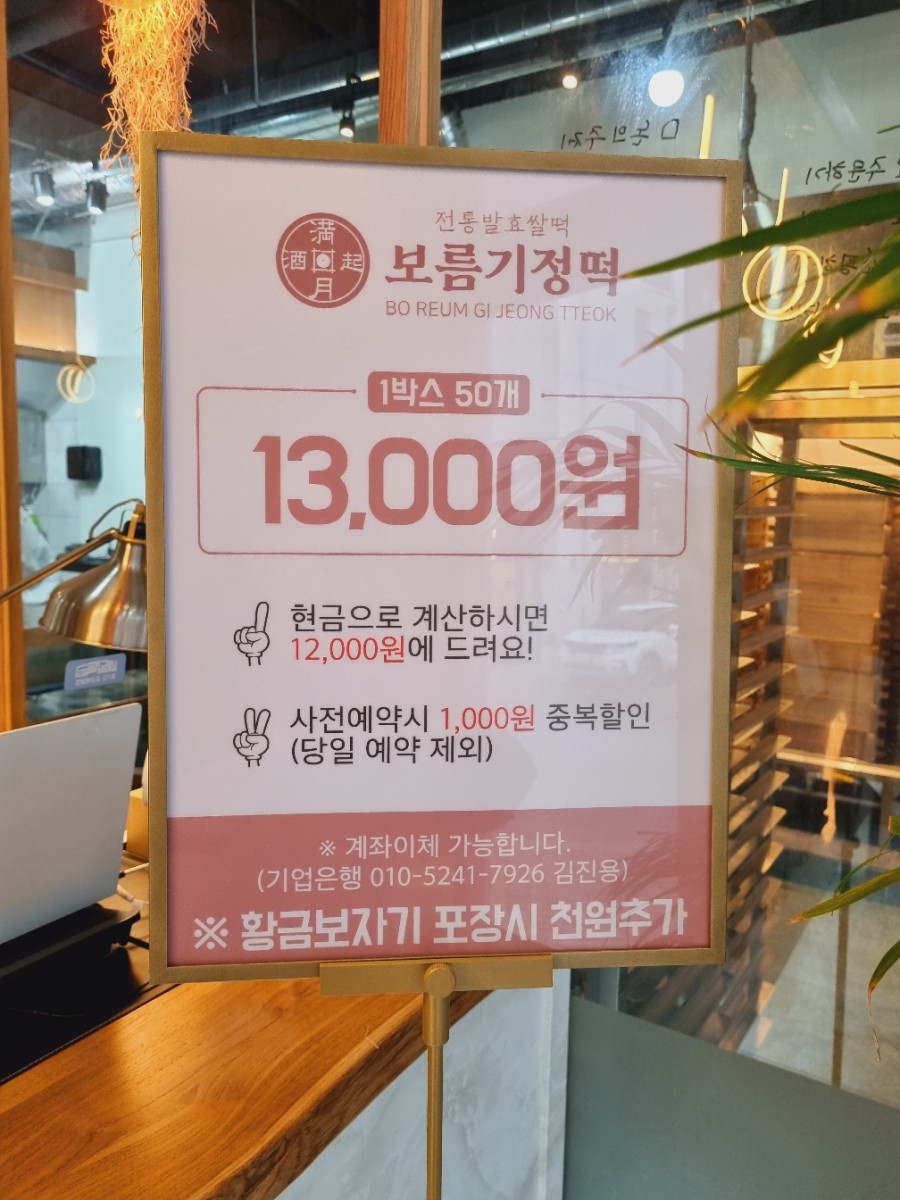 滿
酒 起
月
전통발효쌀떡
보름기정떡
BO REUM GI JEONG TTEOK
1박스 50개
13,000원
현금으로 계산하시면
12,000원에 드려요!
사전예약시 1,000원 중복할인
(당일 예약 제외)
※ 계좌이체 가능합니다.
(기업은행 010-5241-7926 김진용)
※ 황금보자기 포장시 천원추가